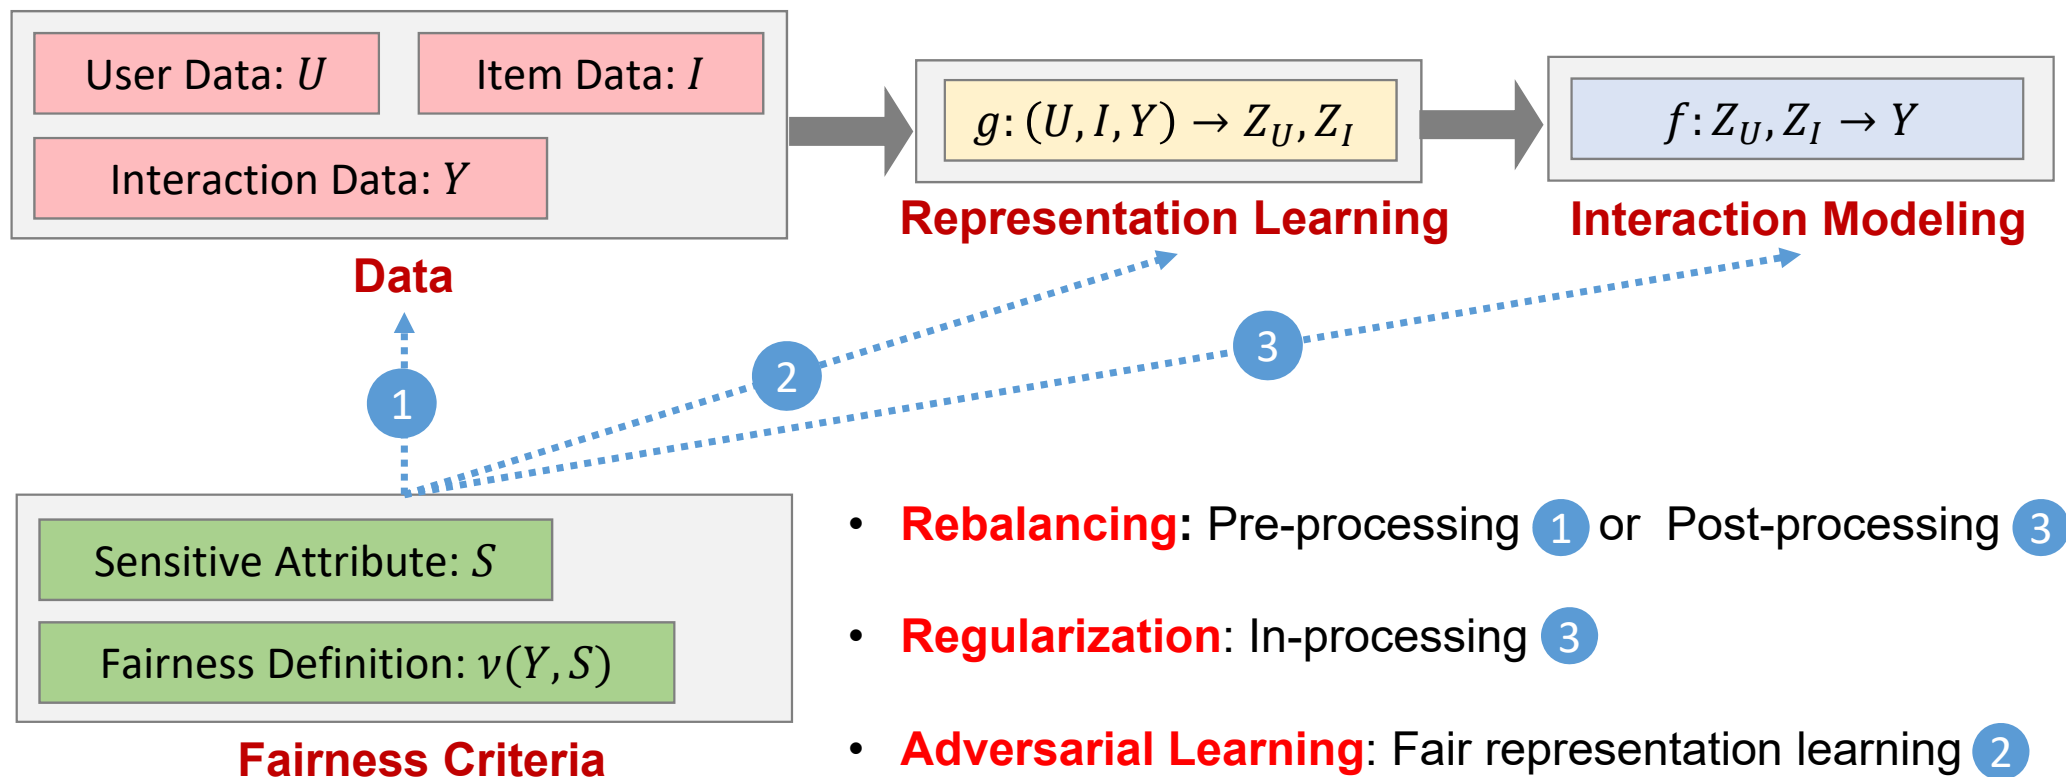 User Data: U
Item Data: I
Interaction Data: Y
Data
g: (U, I, Y) → Z_U, Z_I
Representation Learning
f: Z_U, Z_I → Y
Interaction Modeling
1
2
3
Sensitive Attribute: S
Fairness Definition: ν(Y, S)
Fairness Criteria
• Rebalancing: Pre-processing 1 or Post-processing 3
• Regularization: In-processing 3
• Adversarial Learning: Fair representation learning 2